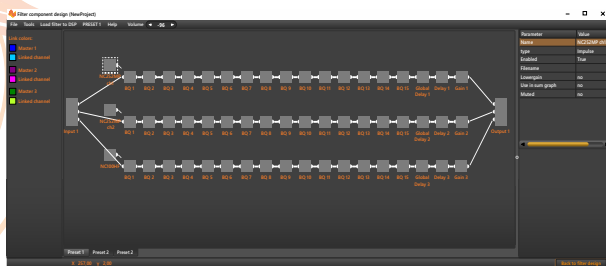 Filter component design (NewProject)
File Tools Load filter to DSP PRESET 1 Help Volume ◄ -96 ►
Link colors:
Master 1
Linked channel
Master 2
Linked channel
Master 3
Linked channel
Input 1
BQ 1 BQ 2 BQ 3 BQ 4 BQ 5 BQ 6 BQ 7 BQ 8 BQ 9 BQ 10 BQ 11 BQ 12 BQ 13 BQ 14 BQ 15 Global Delay 1 Delay 1 Gain 1
ch2 BQ 1 BQ 2 BQ 3 BQ 4 BQ 5 BQ 6 BQ 7 BQ 8 BQ 9 BQ 10 BQ 11 BQ 12 BQ 13 BQ 14 BQ 15 Global Delay 2 Delay 2 Gain 2
BQ 1 BQ 2 BQ 3 BQ 4 BQ 5 BQ 6 BQ 7 BQ 8 BQ 9 BQ 10 BQ 11 BQ 12 BQ 13 BQ 14 BQ 15 Global Delay 3 Delay 3 Gain 3
Output 1
Parameter Value
Name NC252MP ch1
type Impulse
Enabled True
Filename
Lowergain no
Use in sum graph no
Muted no
Preset 1 Preset 2 Preset 2
X 357.00 y 2.00
Back to filter design